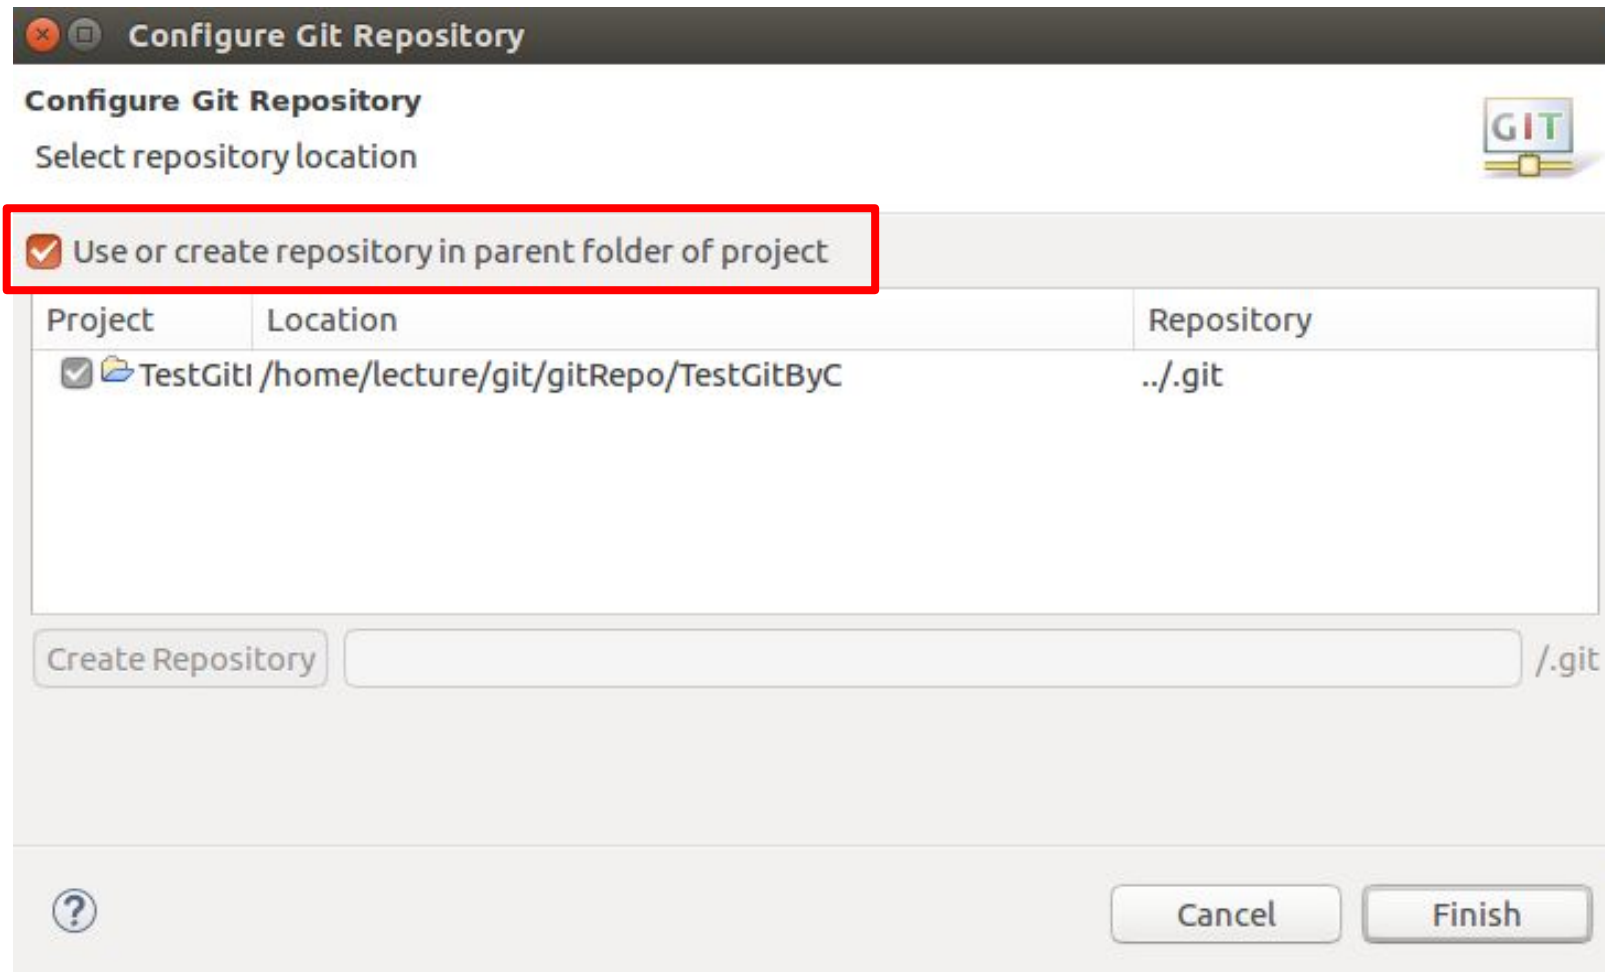 Configure Git Repository
Configure Git Repository
GIT
Select repository location
Use or create repository in parent folder of project
Project Location Repository
TestGitI /home/lecture/git/gitRepo/TestGitByC ../.git
Create Repository /.git
? Cancel Finish